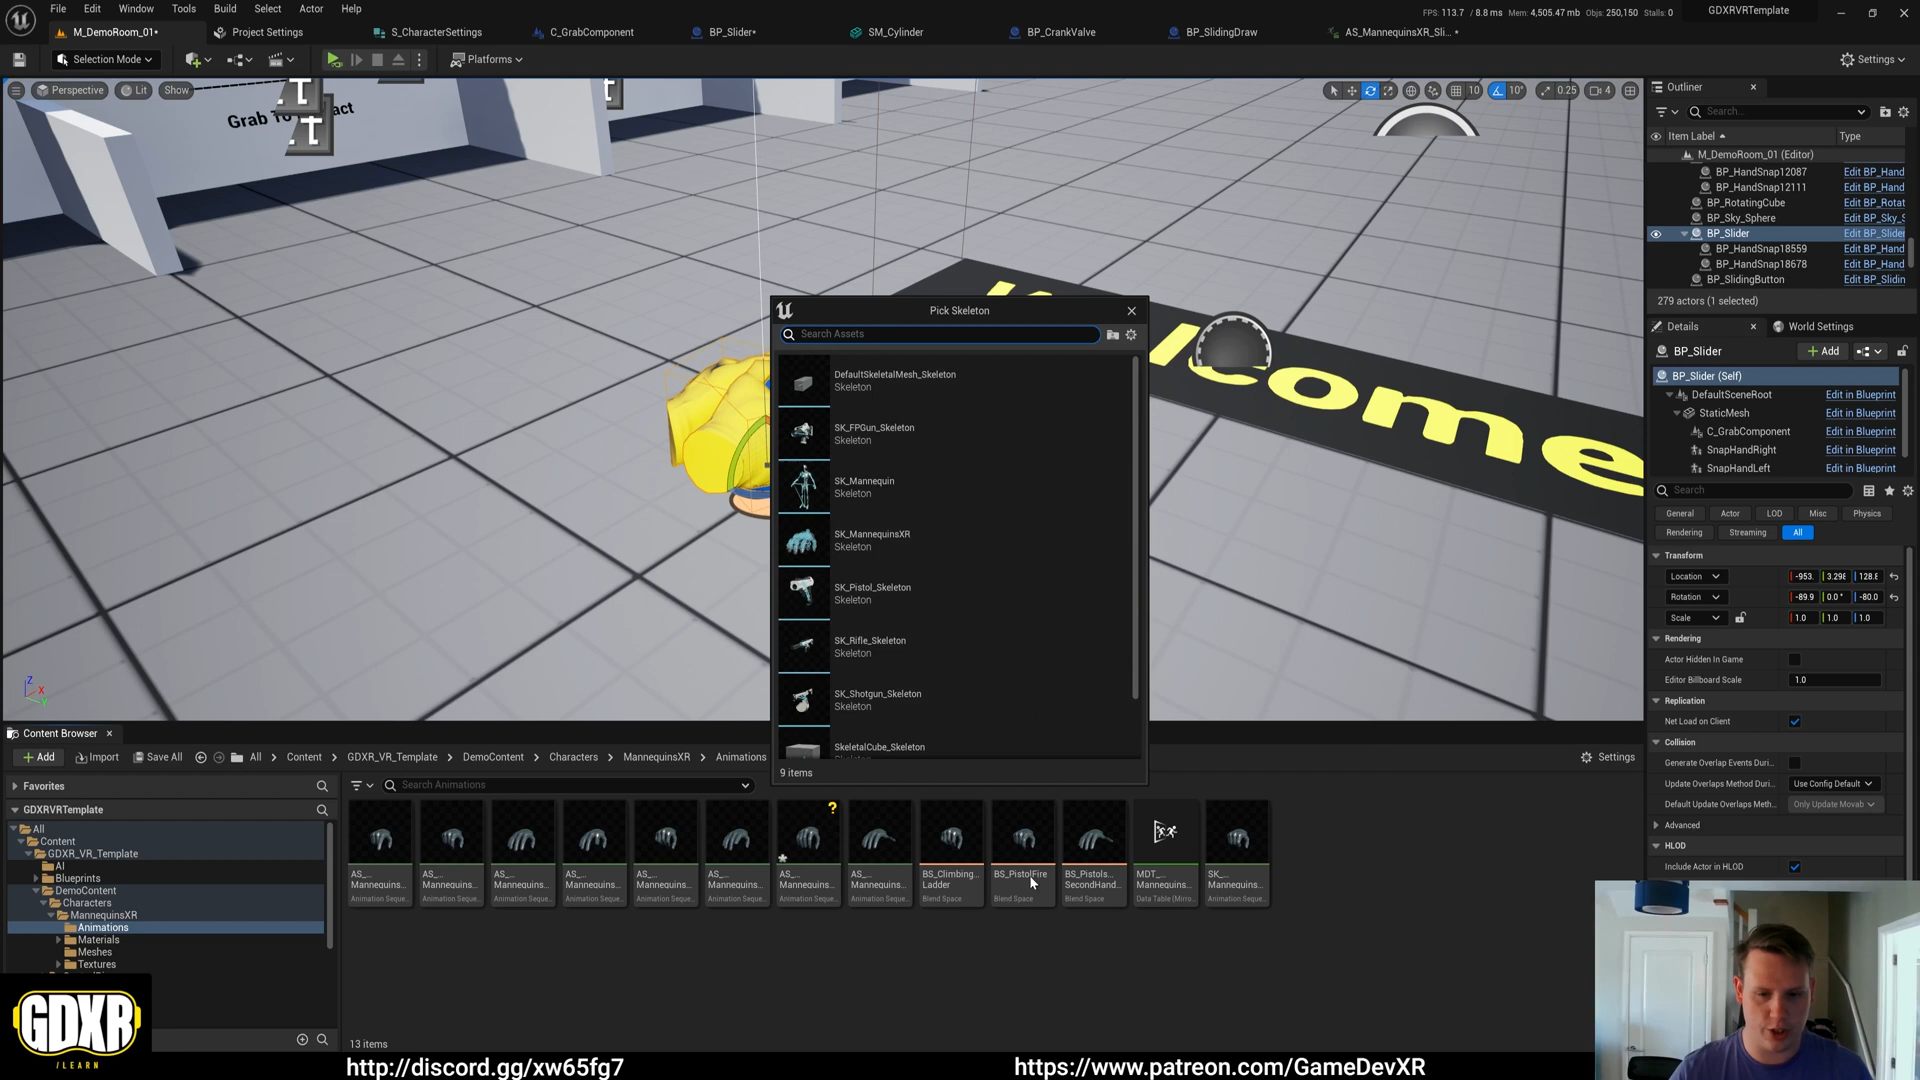 File Edit Window Tools Build Select Actor Help
FPS: 113.7 / 8.8 ms Mem: 4,505.47 mb Objs: 250,150 Stalls: 0
GDXRVRTemplate
M_DemoRoom_01*
Project Settings
S_CharacterSettings
C_GrabComponent
BP_Slider*
SM_Cylinder
BP_CrankValve
BP_SlidingDraw
AS_MannequinsXR_Sli... *
Selection Mode
Platforms
Settings
Perspective
Lit
Show
10
10°
0.25
4
Grab To
act
lcome
Pick Skeleton
Search Assets
DefaultSkeletalMesh_Skeleton
Skeleton
SK_FPGun_Skeleton
Skeleton
SK_Mannequin
Skeleton
SK_MannequinsXR
Skeleton
SK_Pistol_Skeleton
Skeleton
SK_Rifle_Skeleton
Skeleton
SK_Shotgun_Skeleton
Skeleton
SkeletalCube_Skeleton
9 items
Outliner
Search...
Item Label Type
M_DemoRoom_01 (Editor)
BP_HandSnap12087 Edit BP_Hand
BP_HandSnap12111 Edit BP_Hand
BP_RotatingCube Edit BP_Rotat
BP_Sky_Sphere Edit BP_Sky_S
BP_Slider Edit BP_Slider
BP_HandSnap18559 Edit BP_Hand
BP_HandSnap18678 Edit BP_Hand
BP_SlidingButton Edit BP_Slidin
279 actors (1 selected)
Details
World Settings
BP_Slider
Add
BP_Slider (Self)
DefaultSceneRoot Edit in Blueprint
StaticMesh Edit in Blueprint
C_GrabComponent Edit in Blueprint
SnapHandRight Edit in Blueprint
SnapHandLeft Edit in Blueprint
Search
General Actor LOD Misc Physics
Rendering Streaming All
Transform
Location -953. 3.298 128.8
Rotation -89.9 0.0° -80.0
Scale 1.0 1.0 1.0
Rendering
Actor Hidden In Game
Editor Billboard Scale 1.0
Replication
Net Load on Client
Collision
Generate Overlap Events Duri...
Update Overlaps Method Duri... Use Config Default
Default Update Overlaps Meth... Only Update Movab
Advanced
HLOD
Include Actor in HLOD
Content Browser
Add Import Save All All Content GDXR_VR_Template DemoContent Characters MannequinsXR Animations
Settings
Favorites
Search Animations
GDXRVRTemplate
All
Content
GDXR_VR_Template
AI
Blueprints
DemoContent
Characters
MannequinsXR
Animations
Materials
Meshes
Textures
AS_...
Mannequins...
Animation Seque...
AS_...
Mannequins...
Animation Seque...
AS_...
Mannequins...
Animation Seque...
AS_...
Mannequins...
Animation Seque...
AS_...
Mannequins...
Animation Seque...
AS_...
Mannequins...
Animation Seque...
?
AS_...
Mannequins...
Animation Seque...
AS_...
Mannequins...
Animation Seque...
BS_Climbing...
Ladder
Blend Space
BS_PistolFire
Blend Space
BS_Pistols...
SecondHand...
Blend Space
MDT_...
Mannequins...
Data Table (Mirro...
SK_...
Mannequins...
Animation Seque...
13 items
GDXR
/LEARN
http://discord.gg/xw65fg7
https://www.patreon.com/GameDevXR